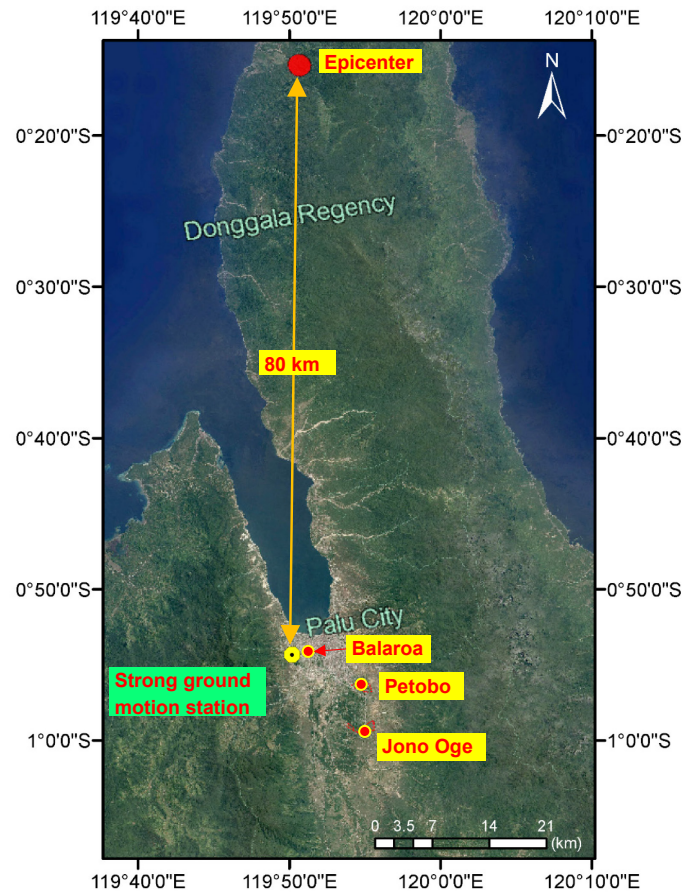 119°40'0"E 119°50'0"E 120°0'0"E 120°10'0"E
Epicenter
N
0°20'0"S 0°20'0"S
Donggala Regency
0°30'0"S 0°30'0"S
80 km
0°40'0"S 0°40'0"S
0°50'0"S 0°50'0"S
Palu City
Balaroa
Strong ground
motion station
Petobo
1°0'0"S 1°0'0"S
Jono Oge
0 3.5 7 14 21
(km)
119°40'0"E 119°50'0"E 120°0'0"E 120°10'0"E